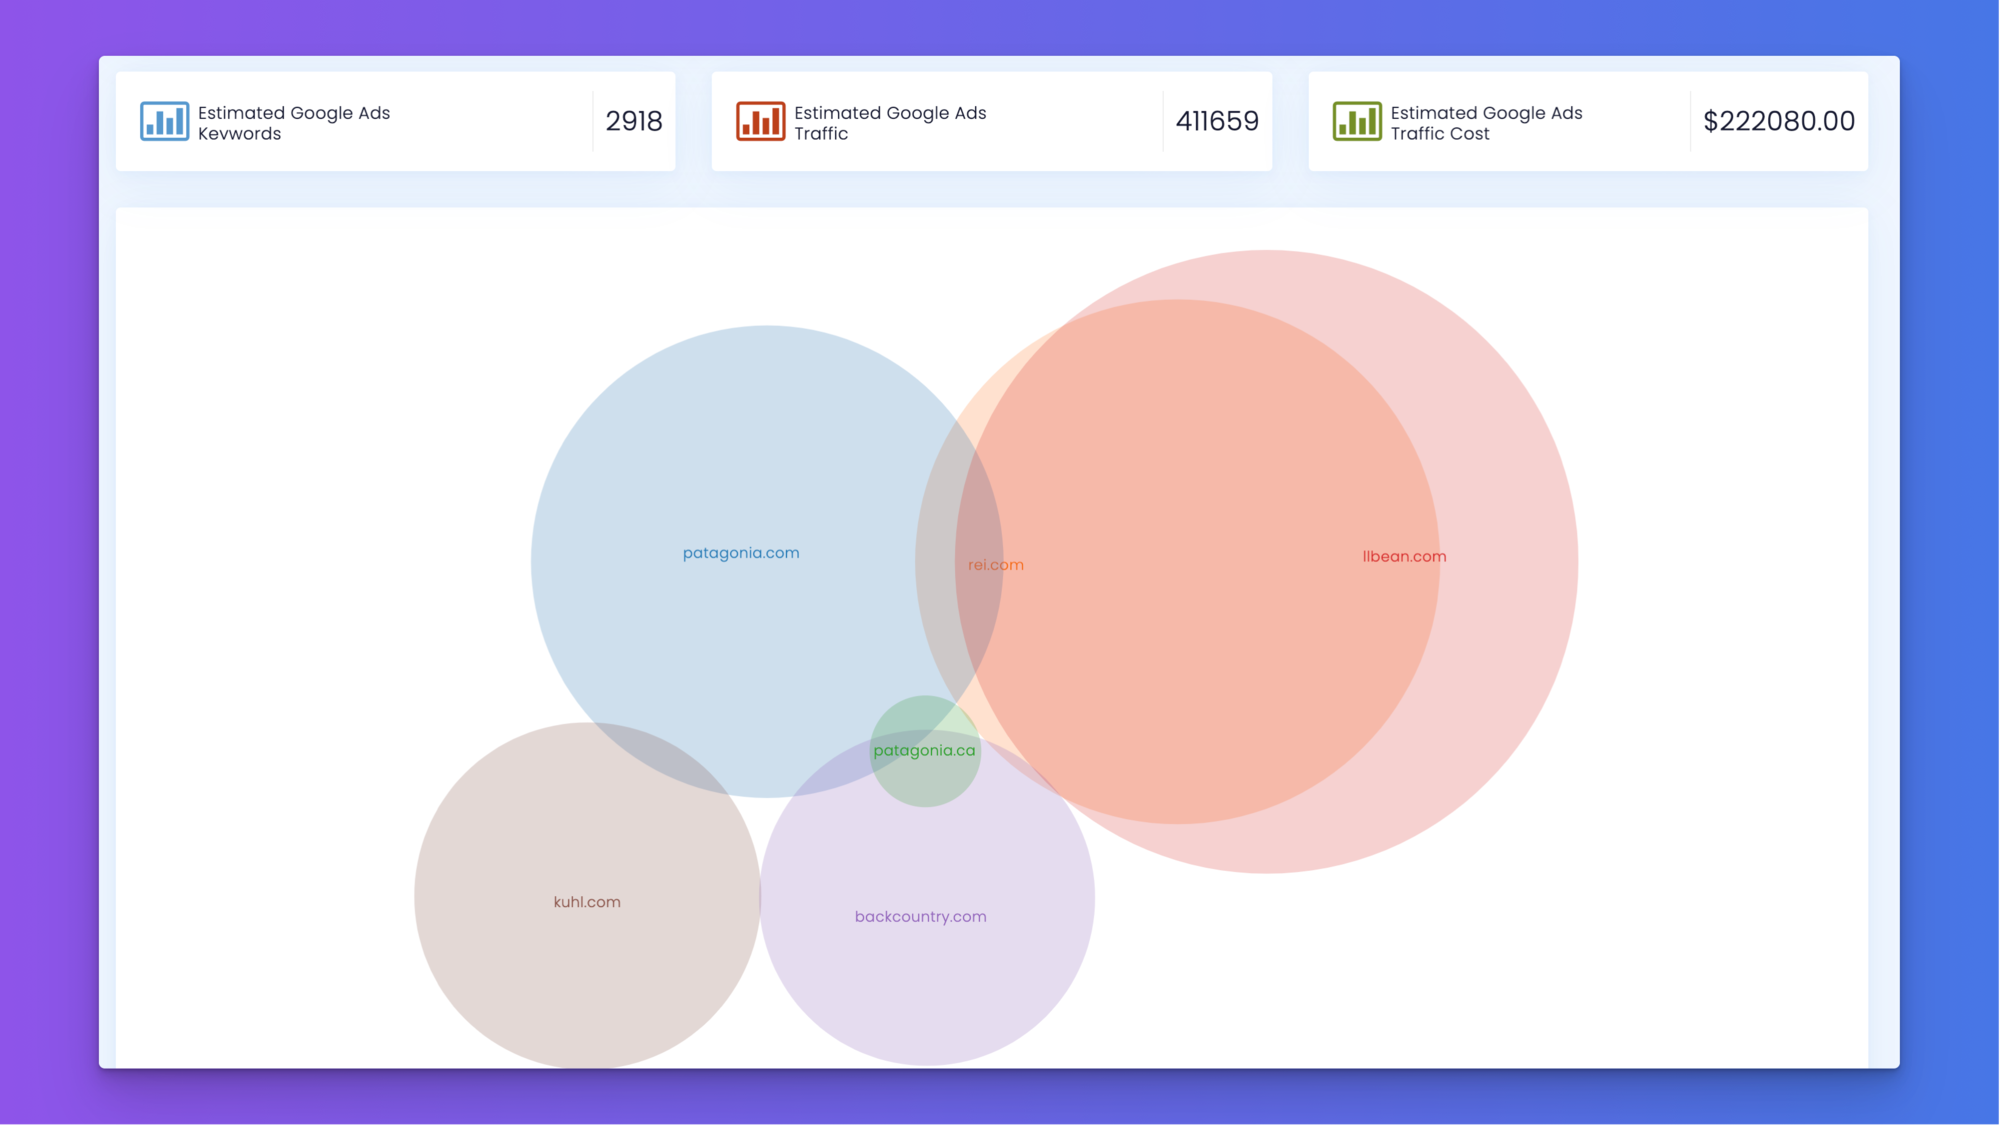 Estimated Google Ads
Kevwords
2918
Estimated Google Ads
Traffic
411659
Estimated Google Ads
Traffic Cost
$222080.00
patagonia.com
rei.com
llbean.com
patagonia.ca
kuhl.com
backcountry.com